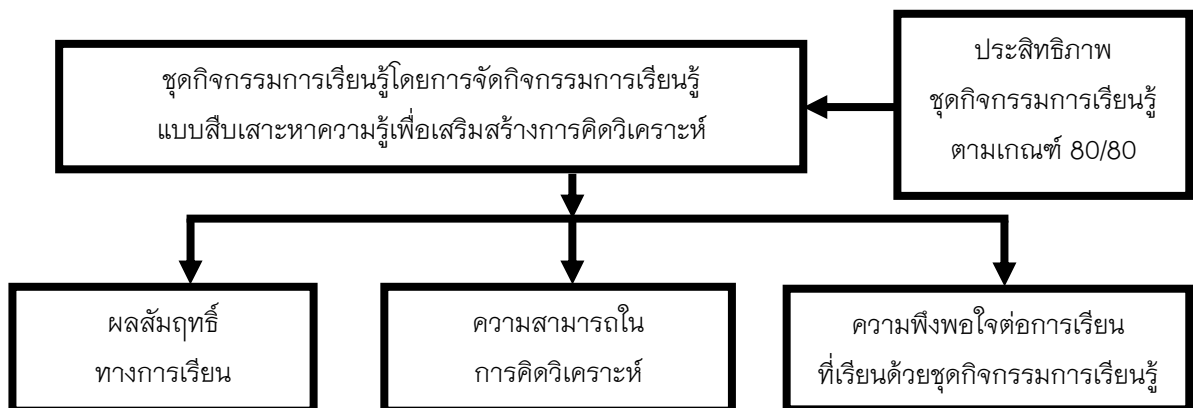 ชุดกิจกรรมการเรียนรู้โดยการจัดกิจกรรมการเรียนรู้
แบบสืบเสาะหาความรู้เพื่อเสริมสร้างการคิดวิเคราะห์
ประสิทธิภาพ
ชุดกิจกรรมการเรียนรู้
ตามเกณฑ์ 80/80
ผลสัมฤทธิ์
ทางการเรียน
ความสามารถใน
การคิดวิเคราะห์
ความพึงพอใจต่อการเรียน
ที่เรียนด้วยชุดกิจกรรมการเรียนรู้